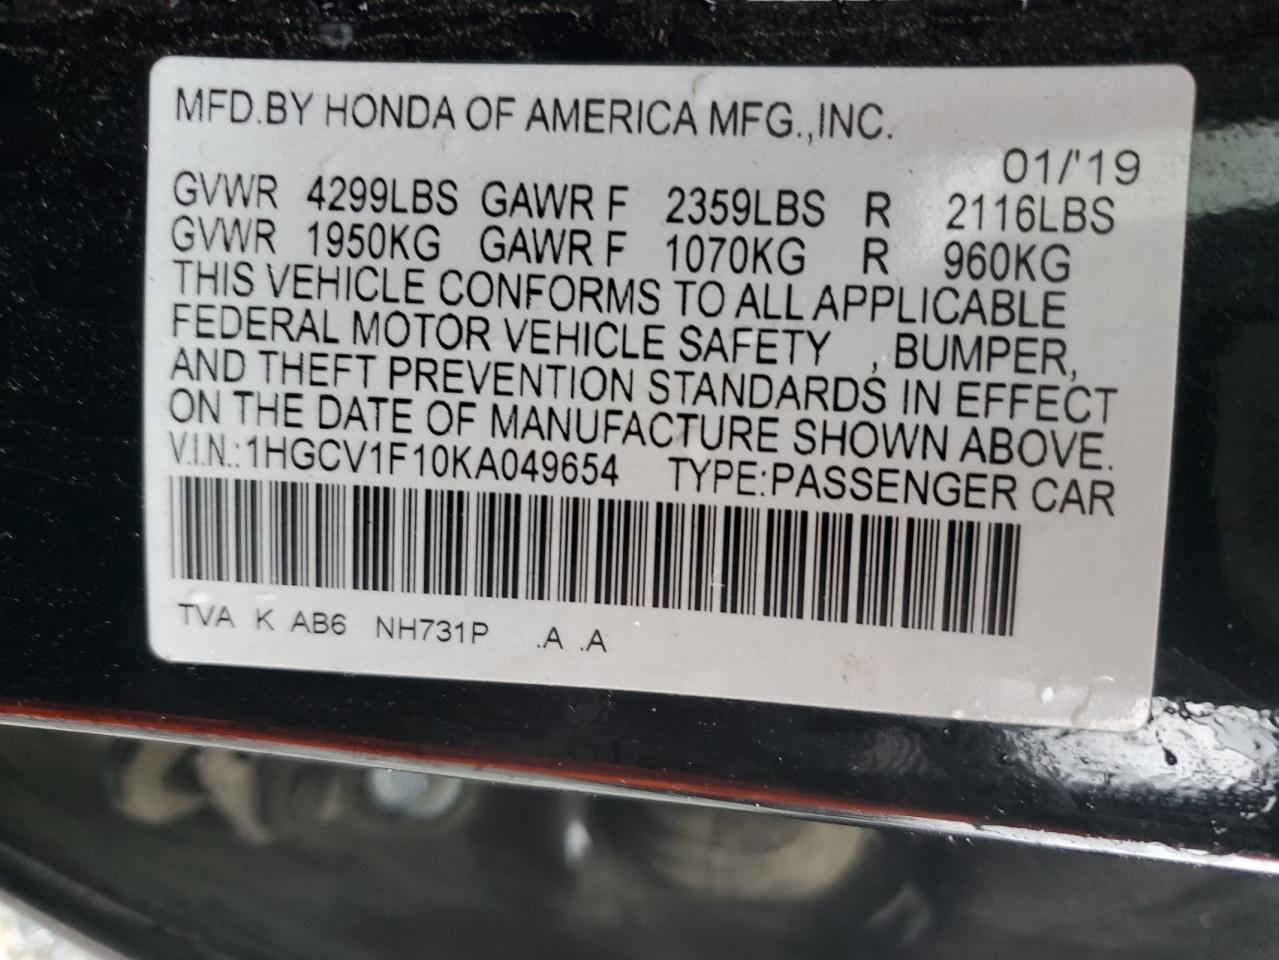 MFD.BY HONDA OF AMERICA MFG.,INC.
01/'19
GVWR 4299LBS GAWR F 2359LBS R 2116LBS
GVWR 1950KG GAWR F 1070KG R 960KG
THIS VEHICLE CONFORMS TO ALL APPLICABLE
FEDERAL MOTOR VEHICLE SAFETY , BUMPER,
AND THEFT PREVENTION STANDARDS IN EFFECT
ON THE DATE OF MANUFACTURE SHOWN ABOVE.
V.I.N.:1HGCV1F10KA049654 TYPE:PASSENGER CAR
TVA K AB6 NH731P .A .A